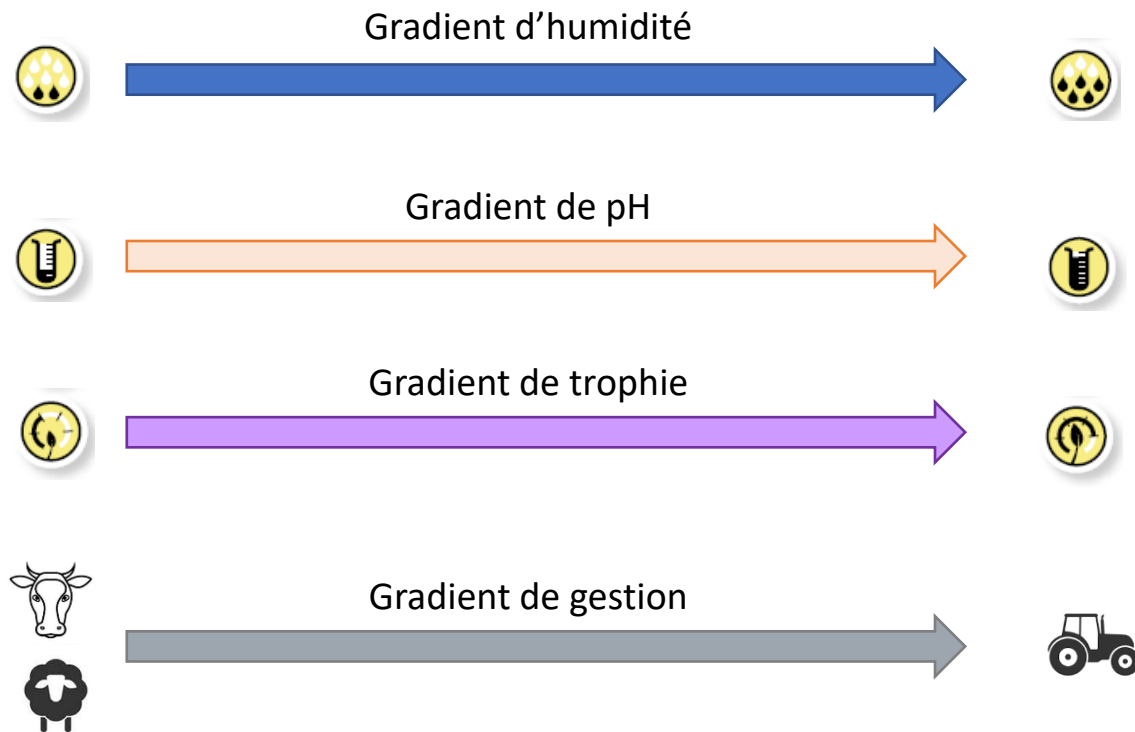 Gradient d’humidité
Gradient de pH
Gradient de trophie
Gradient de gestion